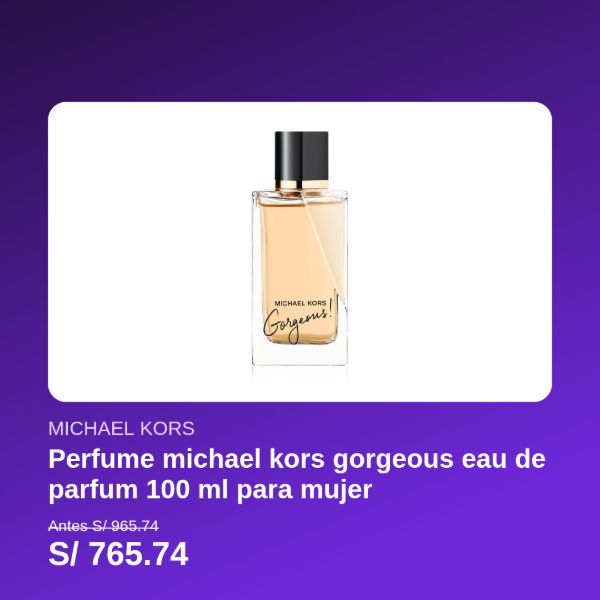 MICHAEL KORS
Gorgeous!
MICHAEL KORS
Perfume michael kors gorgeous eau de
parfum 100 ml para mujer
Antes S/ 965.74
S/ 765.74